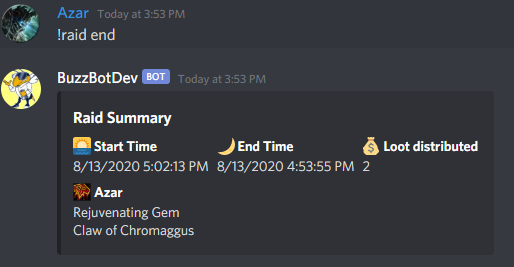 Azar Today at 3:53 PM
!raid end
BuzzBotDev BOT Today at 3:53 PM
Raid Summary
Start Time End Time Loot distributed
8/13/2020 5:02:13 PM 8/13/2020 4:53:55 PM 2
Azar
Rejuvenating Gem
Claw of Chromaggus